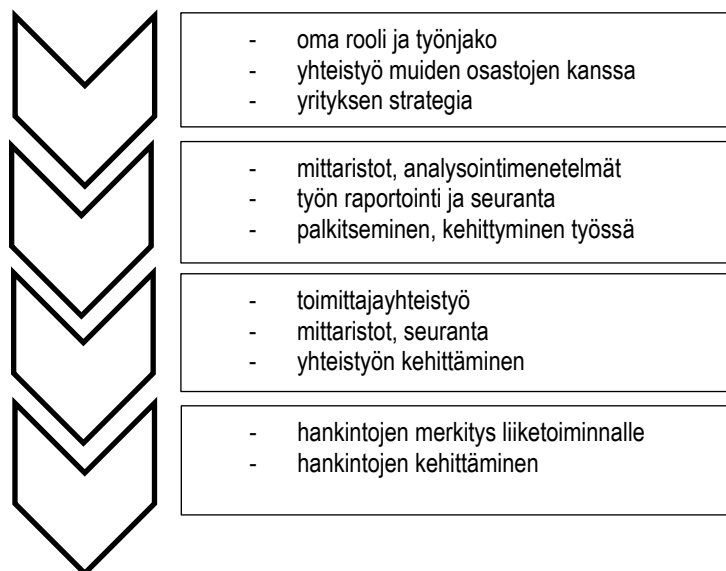 - oma rooli ja työnjako
- yhteistyö muiden osastojen kanssa
- yrityksen strategia
- mittaristot, analysointimenetelmät
- työn raportointi ja seuranta
- palkitseminen, kehittyminen työssä
- toimittajayhteistyö
- mittaristot, seuranta
- yhteistyön kehittäminen
- hankintojen merkitys liiketoiminnalle
- hankintojen kehittäminen